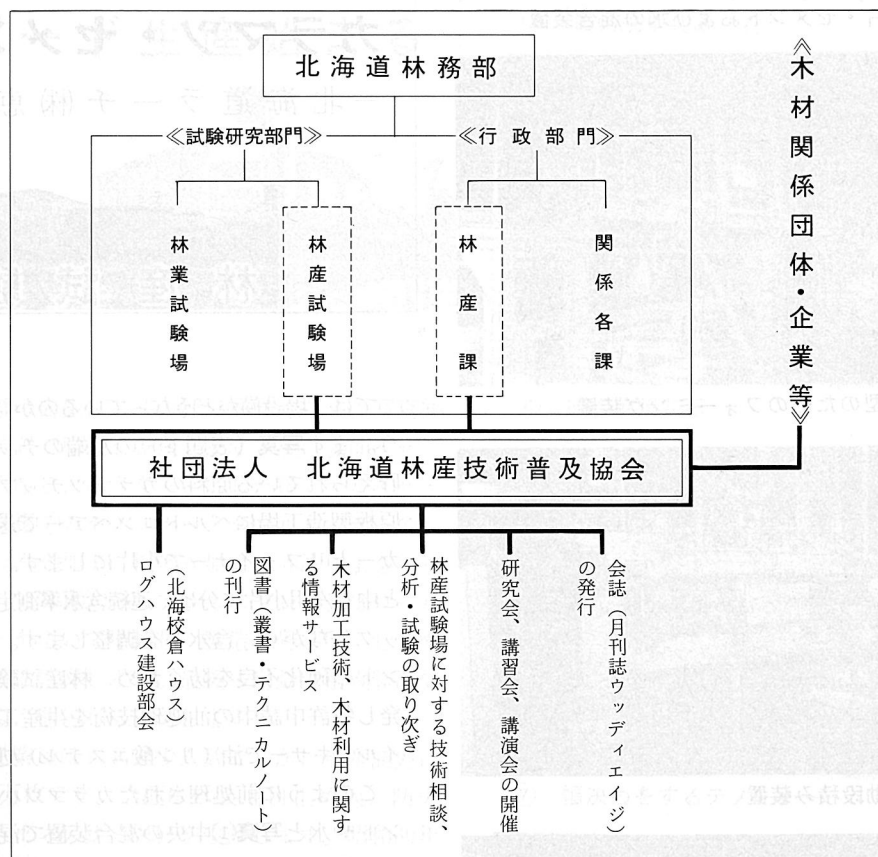 北海道林務部
≪試験研究部門≫
≪行政部門≫
林業試験場
林産試験場
林産課
関係各課
≪木材関係団体・企業等≫
社団法人 北海道林産技術普及協会
会誌（月刊誌ウッディエイジ）
の発行
研究会、講習会、講演会の開催
林産試験場に対する技術相談、
分析・試験の取り次ぎ
木材加工技術、木材利用に関す
る情報サービス
図書（叢書・テクニカルノート）
の刊行
（北海校倉ハウス）
ログハウス建設部会